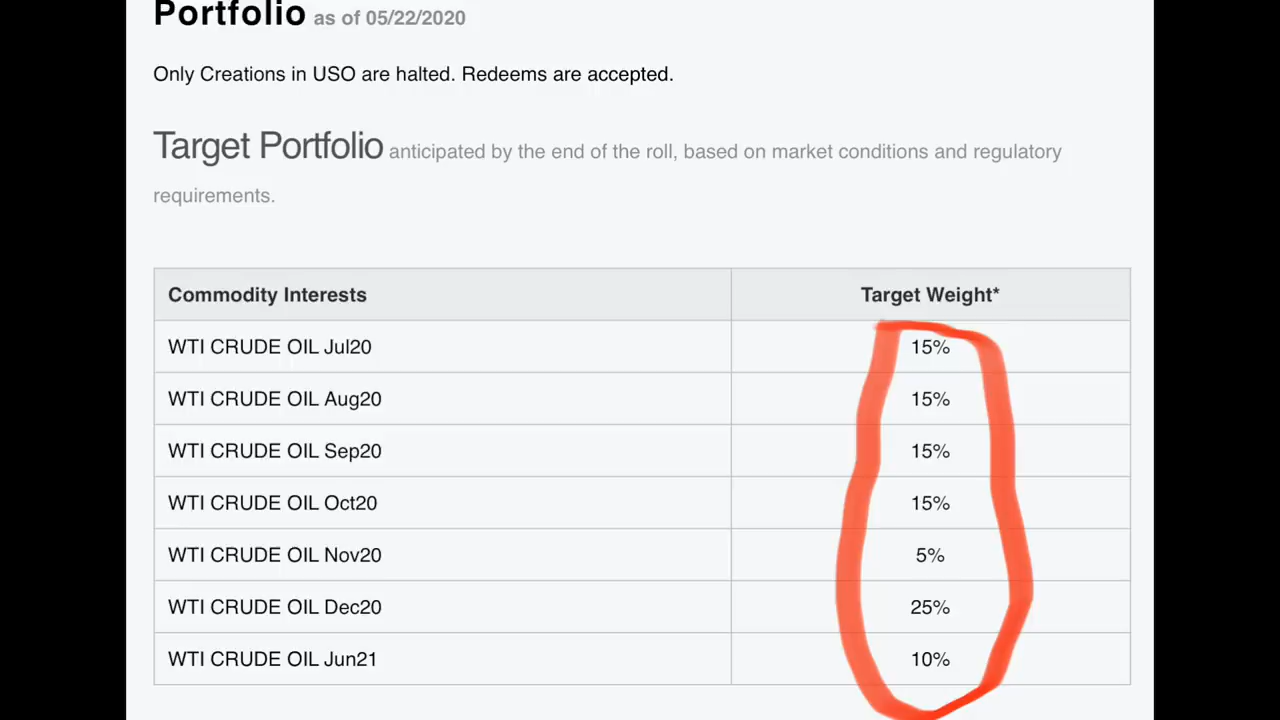 Portfolio as of 05/22/2020
Only Creations in USO are halted. Redeems are accepted.
Target Portfolio anticipated by the end of the roll, based on market conditions and regulatory
requirements.
Commodity Interests Target Weight*
WTI CRUDE OIL Jul20 15%
WTI CRUDE OIL Aug20 15%
WTI CRUDE OIL Sep20 15%
WTI CRUDE OIL Oct20 15%
WTI CRUDE OIL Nov20 5%
WTI CRUDE OIL Dec20 25%
WTI CRUDE OIL Jun21 10%